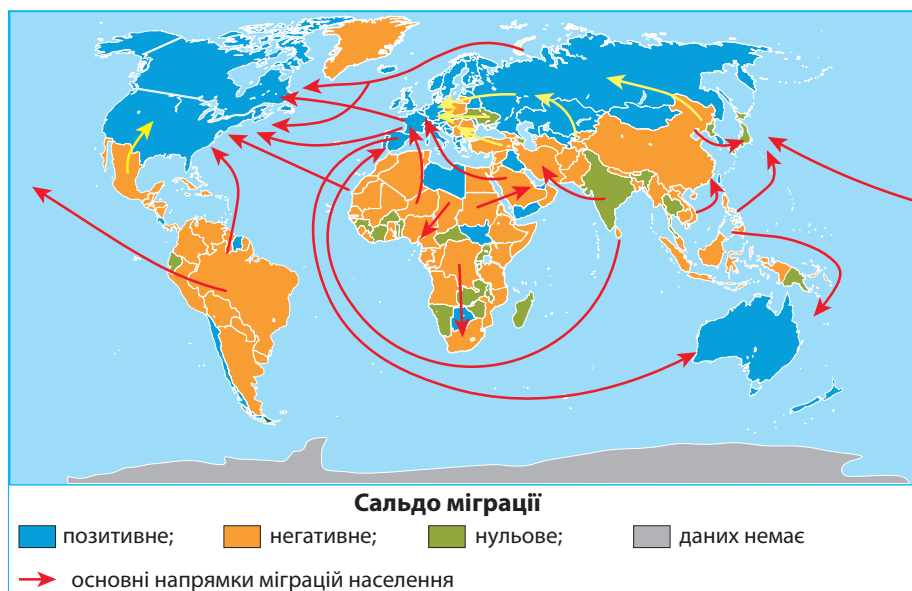 Сальдо міграції
позитивне; негативне; нульове; даних немає
основні напрямки міграцій населення